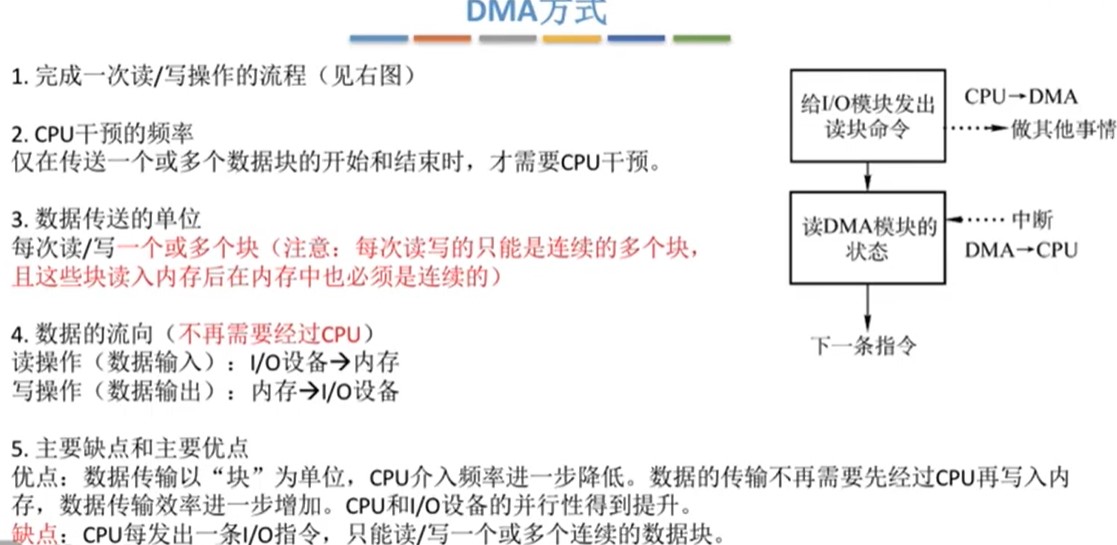 DMA方式
1. 完成一次读/写操作的流程（见右图）
2. CPU干预的频率
仅在传送一个或多个数据块的开始和结束时，才需要CPU干预。
3. 数据传送的单位
每次读/写一个或多个块（注意：每次读写的只能是连续的多个块，
且这些块读入内存后在内存中也必须是连续的）
4. 数据的流向（不再需要经过CPU）
读操作（数据输入）：I/O设备→内存
写操作（数据输出）：内存→I/O设备
5. 主要缺点和主要优点
优点：数据传输以“块”为单位，CPU介入频率进一步降低。数据的传输不再需要先经过CPU再写入内
存，数据传输效率进一步增加。CPU和I/O设备的并行性得到提升。
缺点：CPU每发出一条I/O指令，只能读/写一个或多个连续的数据块。
给I/O模块发出
读块命令
CPU→DMA
做其他事情
读DMA模块的
状态
中断
DMA→CPU
下一条指令